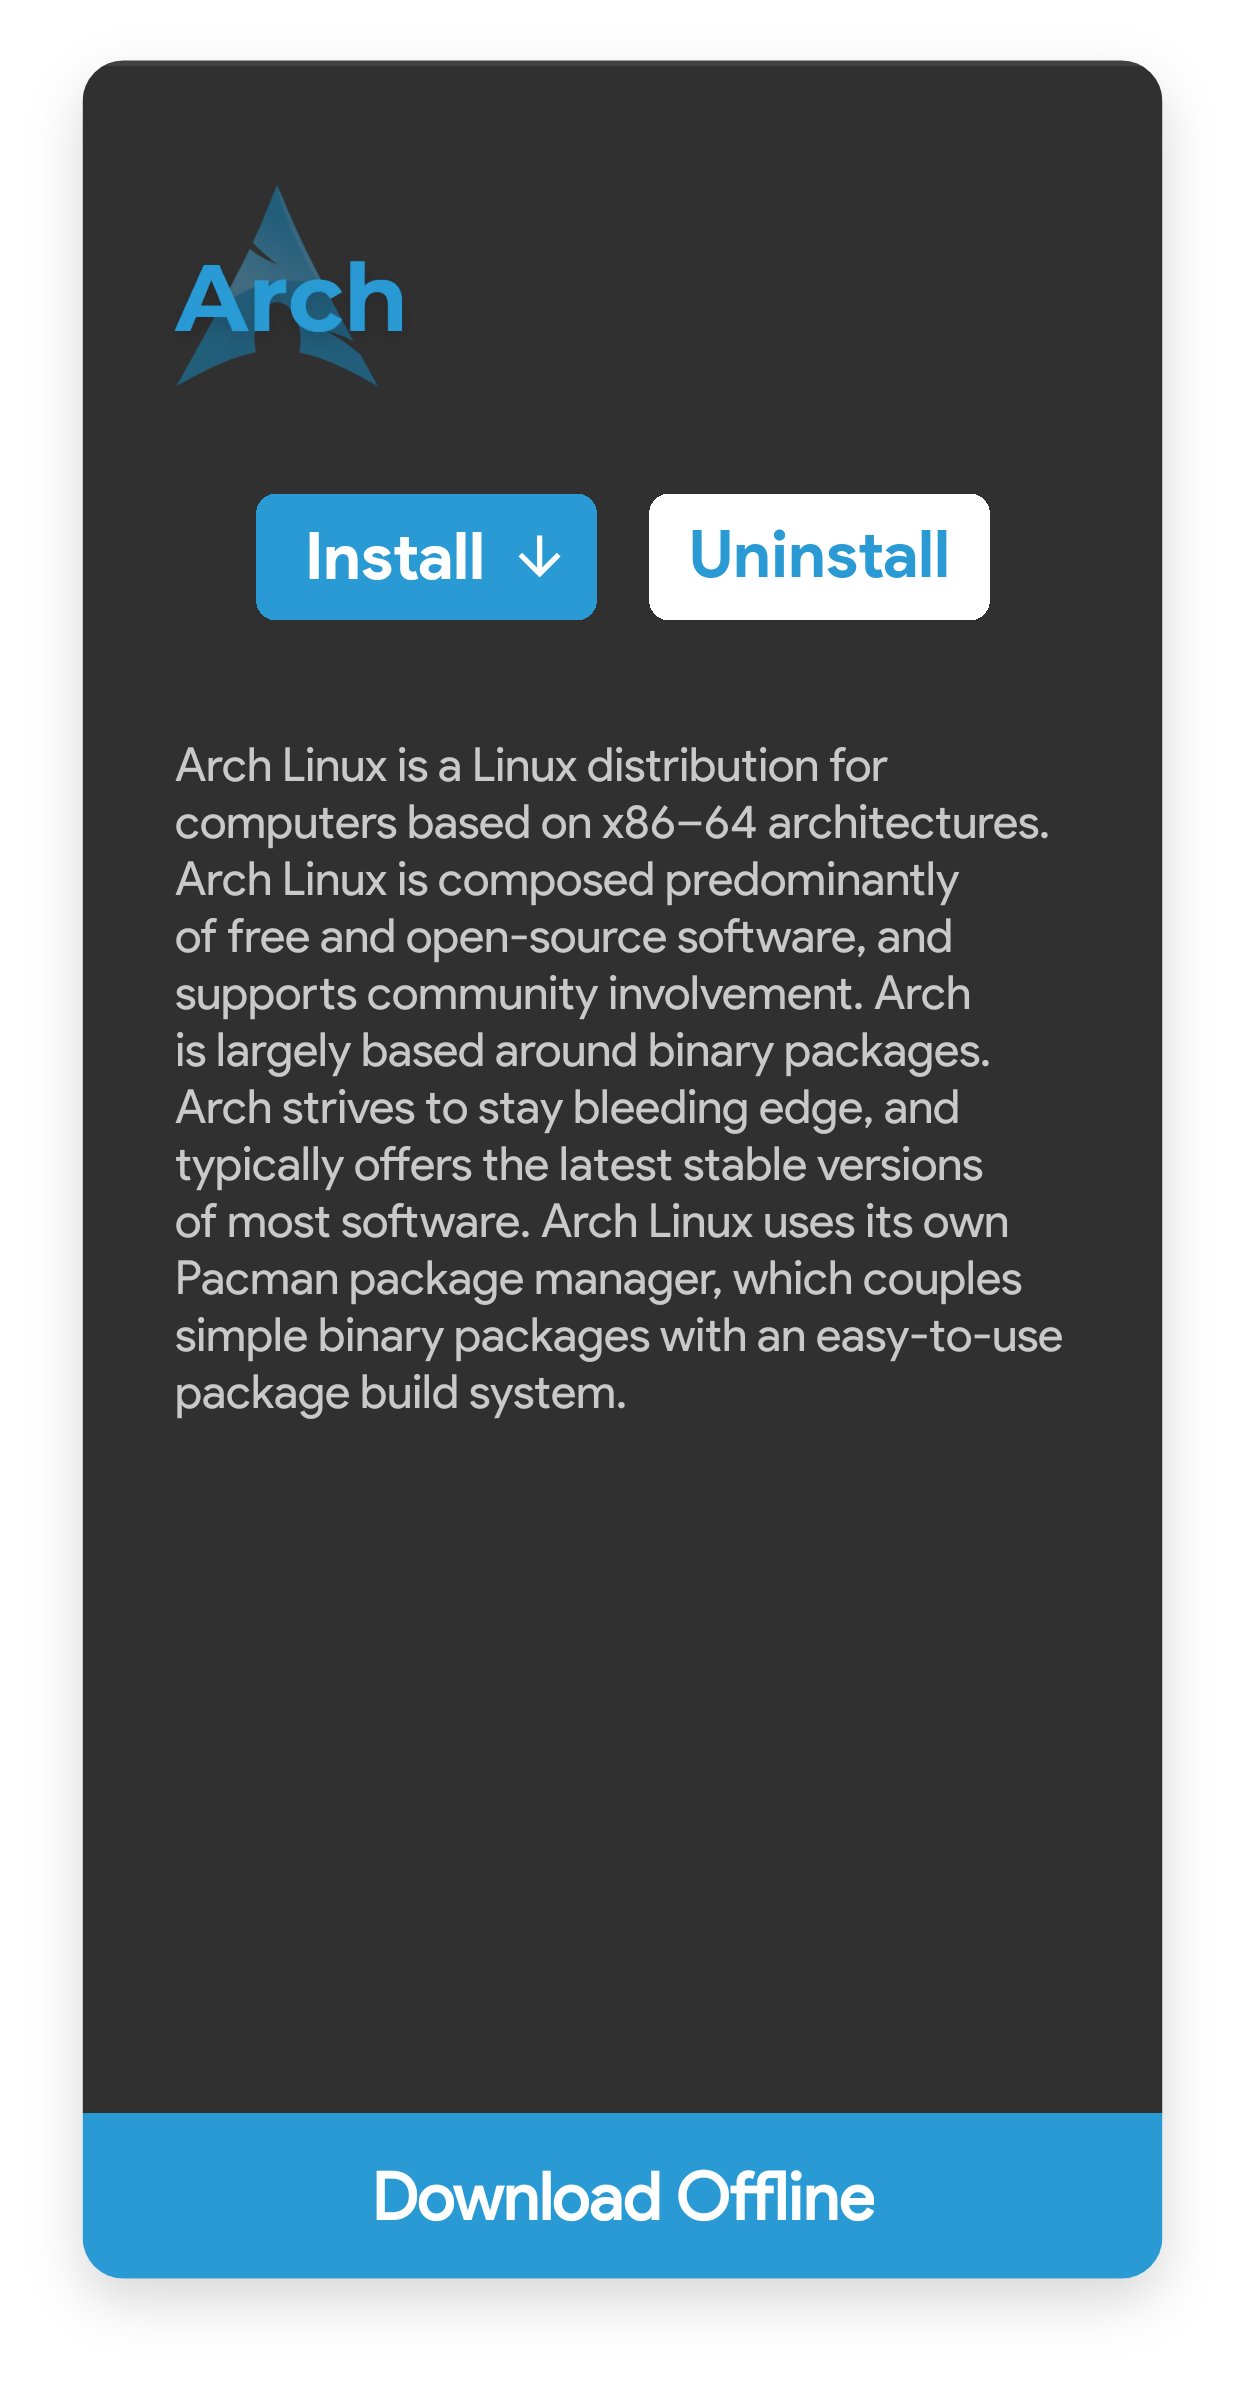 Arch
Install ↓
Uninstall
Arch Linux is a Linux distribution for
computers based on x86–64 architectures.
Arch Linux is composed predominantly
of free and open-source software, and
supports community involvement. Arch
is largely based around binary packages.
Arch strives to stay bleeding edge, and
typically offers the latest stable versions
of most software. Arch Linux uses its own
Pacman package manager, which couples
simple binary packages with an easy-to-use
package build system.
Download Offline